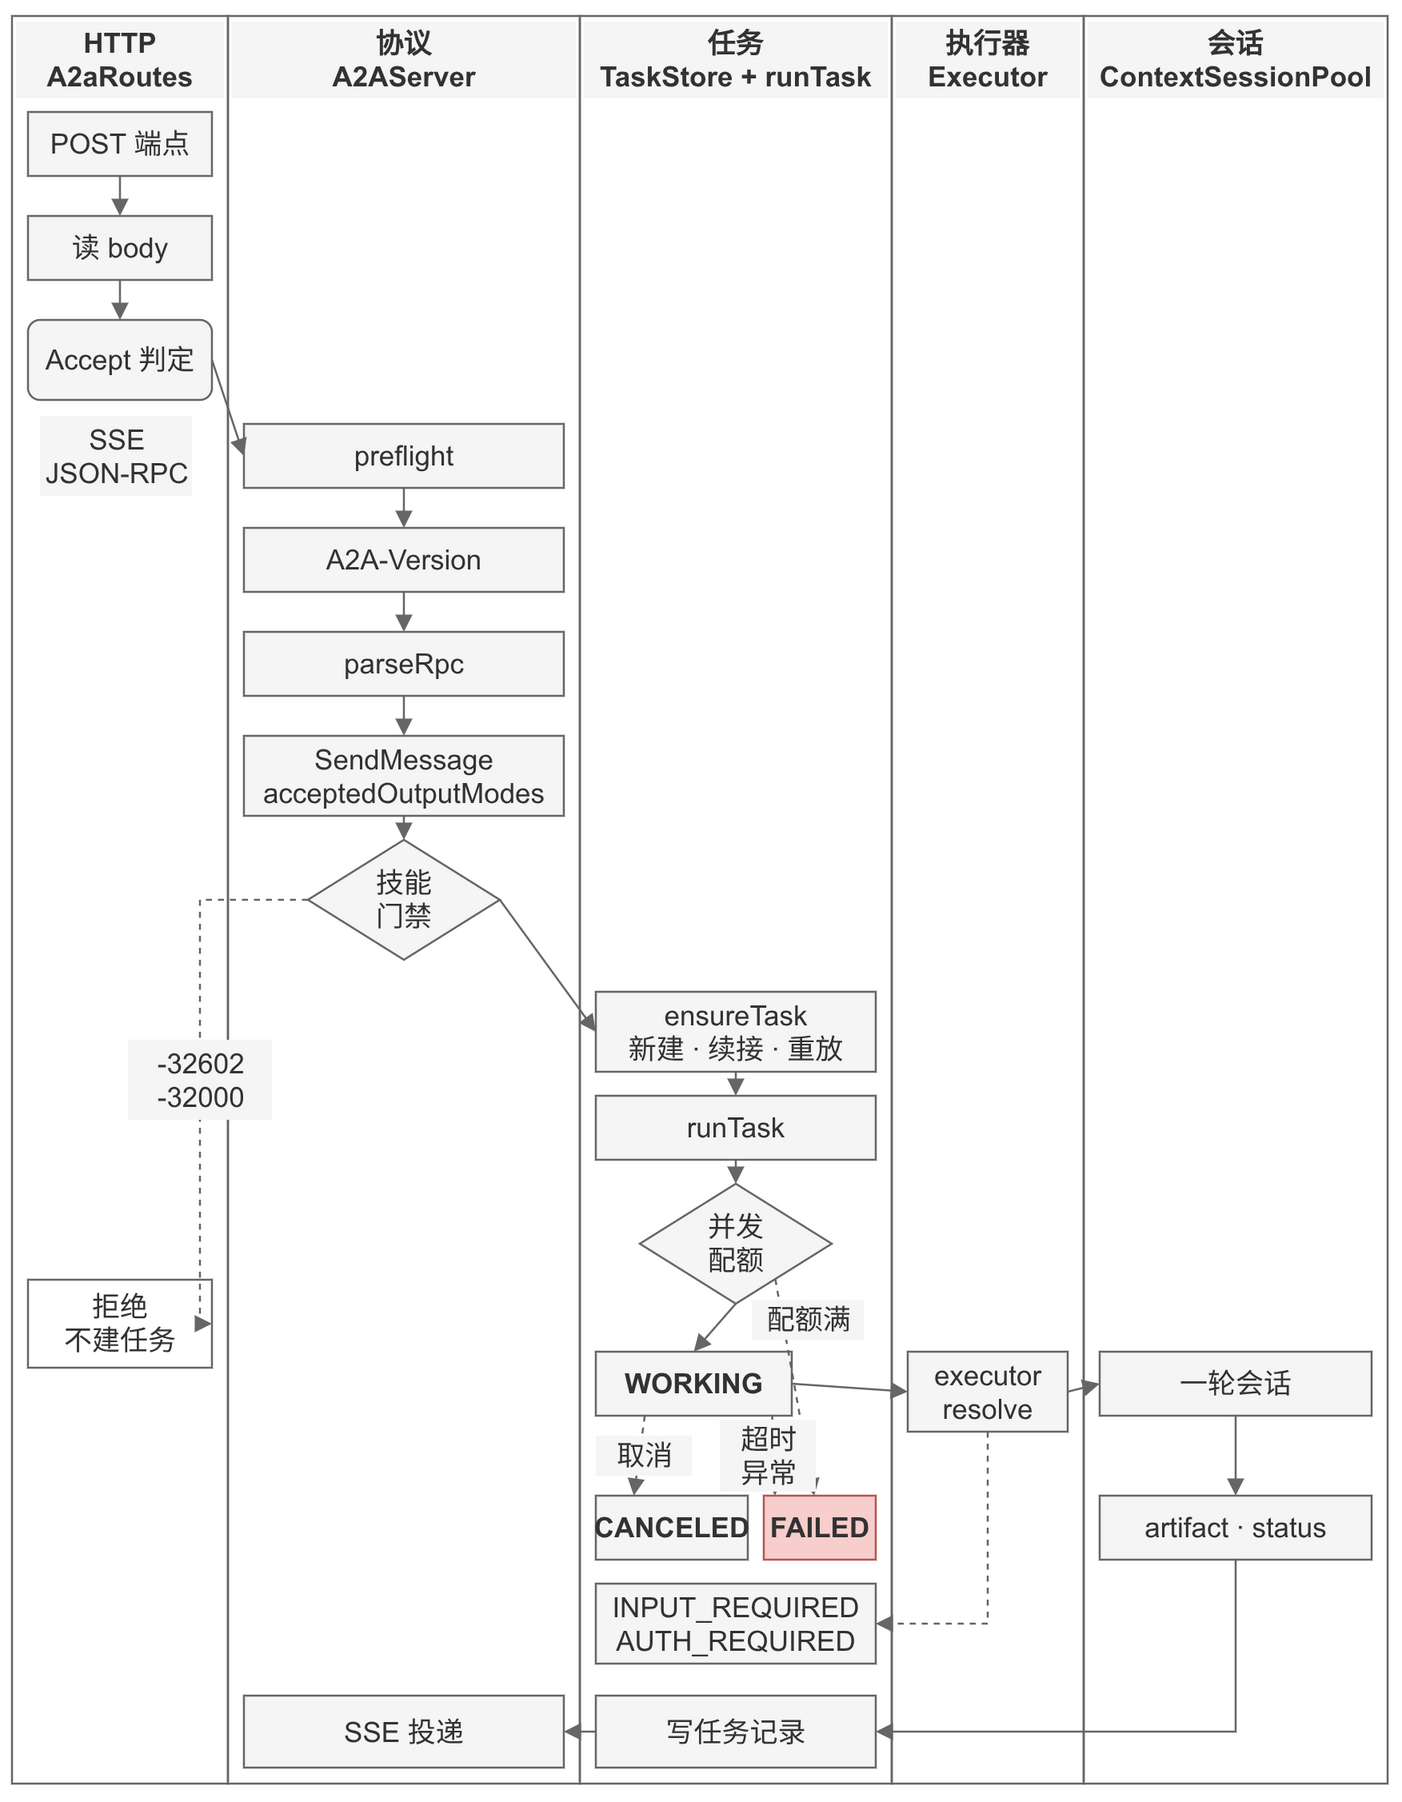 HTTP
A2aRoutes
协议
A2AServer
任务
TaskStore + runTask
执行器
Executor
会话
ContextSessionPool
POST 端点
读 body
Accept 判定
SSE
JSON-RPC
preflight
A2A-Version
parseRpc
SendMessage
acceptedOutputModes
技能
门禁
ensureTask
新建 · 续接 · 重放
-32602
-32000
runTask
并发
配额
拒绝
不建任务
配额满
WORKING
executor
resolve
一轮会话
取消
超时
异常
CANCELED
FAILED
artifact · status
INPUT_REQUIRED
AUTH_REQUIRED
SSE 投递
写任务记录